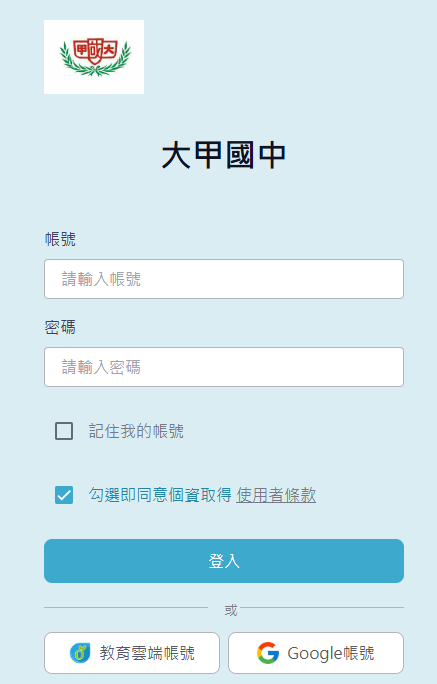 甲國大
大甲國中
帳號
請輸入帳號
密碼
請輸入密碼
記住我的帳號
勾選即同意個資取得 使用者條款
登入
或
教育雲端帳號 Google帳號